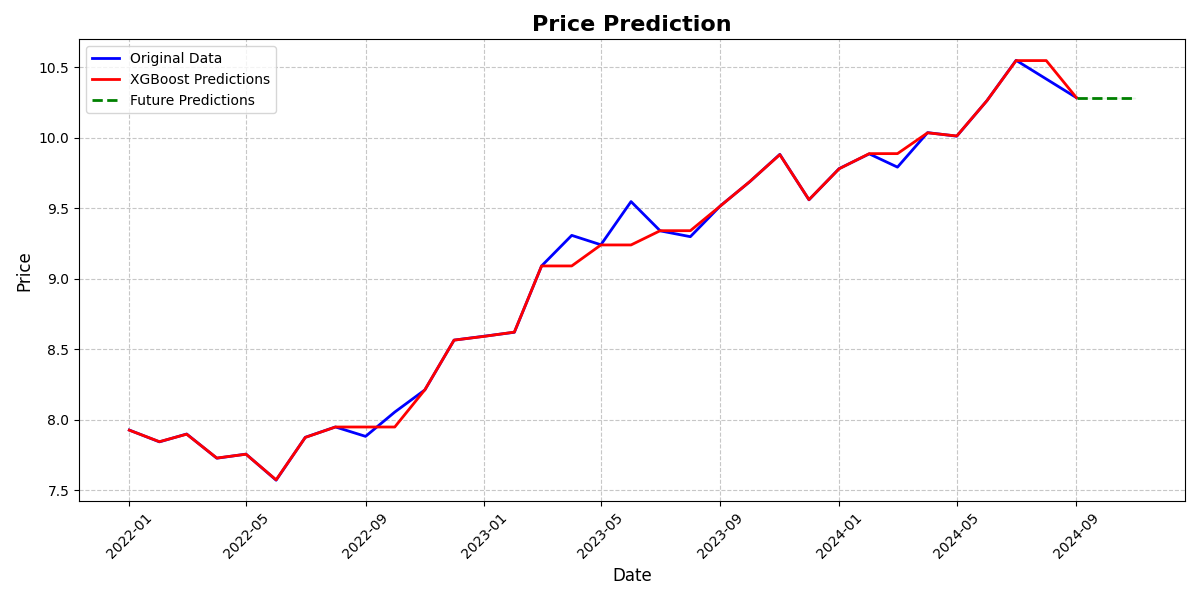 Price Prediction
Original Data
XGBoost Predictions
Future Predictions
Price
10.5
10.0
9.5
9.0
8.5
8.0
7.5
2022-01
2022-05
2022-09
2023-01
2023-05
2023-09
2024-01
2024-05
2024-09
Date